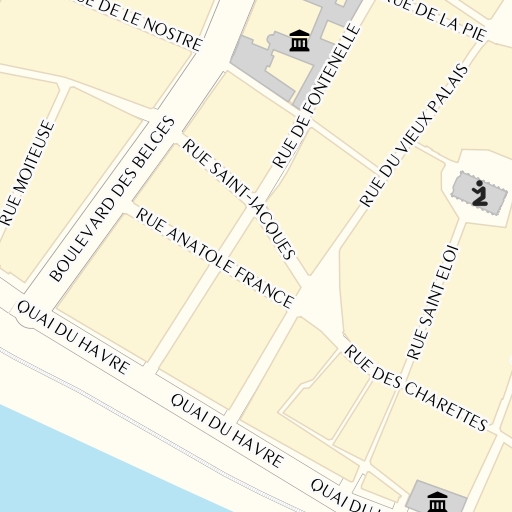 RUE DE LE NOSTRE
RUE DE LA PIE
RUE DE FONTENELLE
RUE DU VIEUX PALAIS
RUE MOITEUSE
BOULEVARD DES BELGES
RUE SAINT-JACQUES
RUE ANATOLE FRANCE
RUE SAINT ELOI
QUAI DU HAVRE
RUE DES CHARETTES
QUAI DU HAVRE
QUAI DU